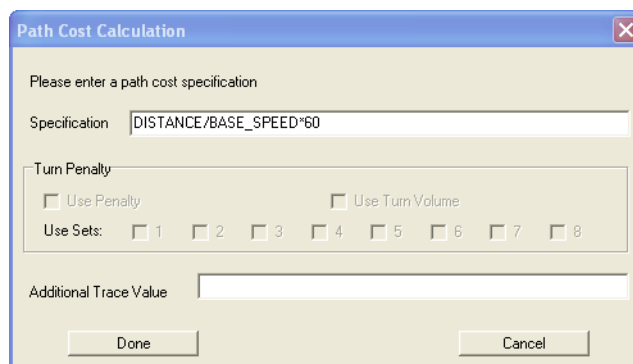 Path Cost Calculation
Please enter a path cost specification
Specification DISTANCE/BASE_SPEED*60
Turn Penalty
Use Penalty Use Turn Volume
Use Sets: 1 2 3 4 5 6 7 8
Additional Trace Value
Done Cancel